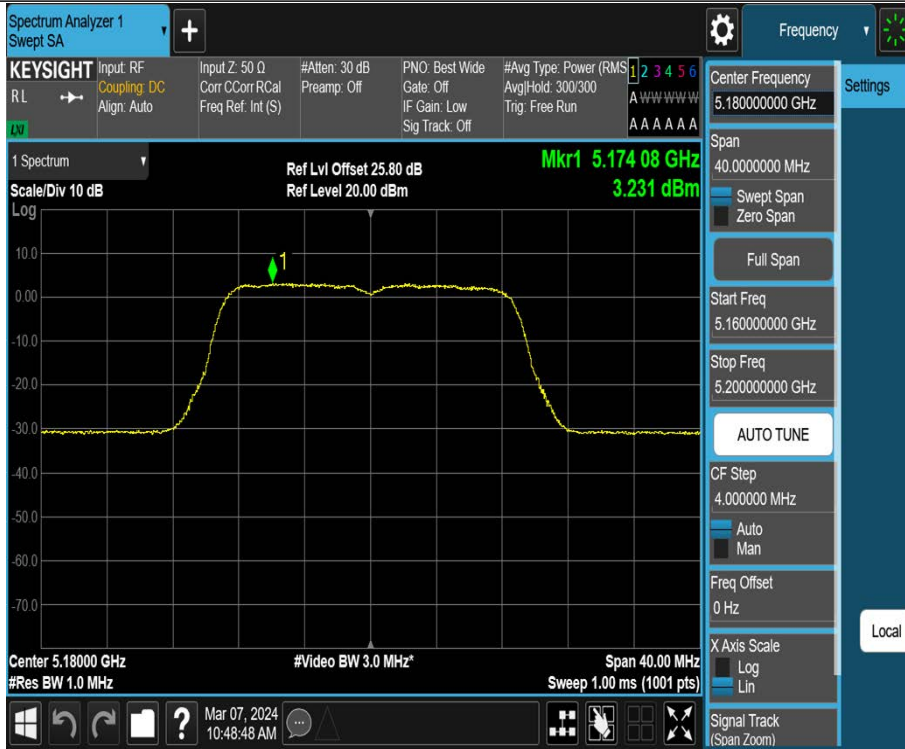 Spectrum Analyzer 1
Swept SA
+
Frequency
KEYSIGHT
RL
LXI
Input: RF
Coupling: DC
Align: Auto
Input Z: 50 Ω
Corr CCorr RCal
Freq Ref: Int (S)
#Atten: 30 dB
Preamp: Off
PNO: Best Wide
Gate: Off
IF Gain: Low
Sig Track: Off
#Avg Type: Power (RMS
Avg|Hold: 300/300
Trig: Free Run
1 2 3 4 5 6
A W W W W W
A A A A A A
Settings
Center Frequency
5.180000000 GHz
Span
40.0000000 MHz
Swept Span
Zero Span
Full Span
Start Freq
5.160000000 GHz
Stop Freq
5.200000000 GHz
AUTO TUNE
CF Step
4.000000 MHz
Auto
Man
Freq Offset
0 Hz
X Axis Scale
Log
Lin
Signal Track
(Span Zoom)
Local
1 Spectrum
Scale/Div 10 dB
Ref Lvl Offset 25.80 dB
Ref Level 20.00 dBm
Mkr1 5.174 08 GHz
3.231 dBm
Log
10.0
0.00
-10.0
-20.0
-30.0
-40.0
-50.0
-60.0
-70.0
1
Center 5.18000 GHz
#Res BW 1.0 MHz
#Video BW 3.0 MHz*
Span 40.00 MHz
Sweep 1.00 ms (1001 pts)
?
Mar 07, 2024
10:48:48 AM